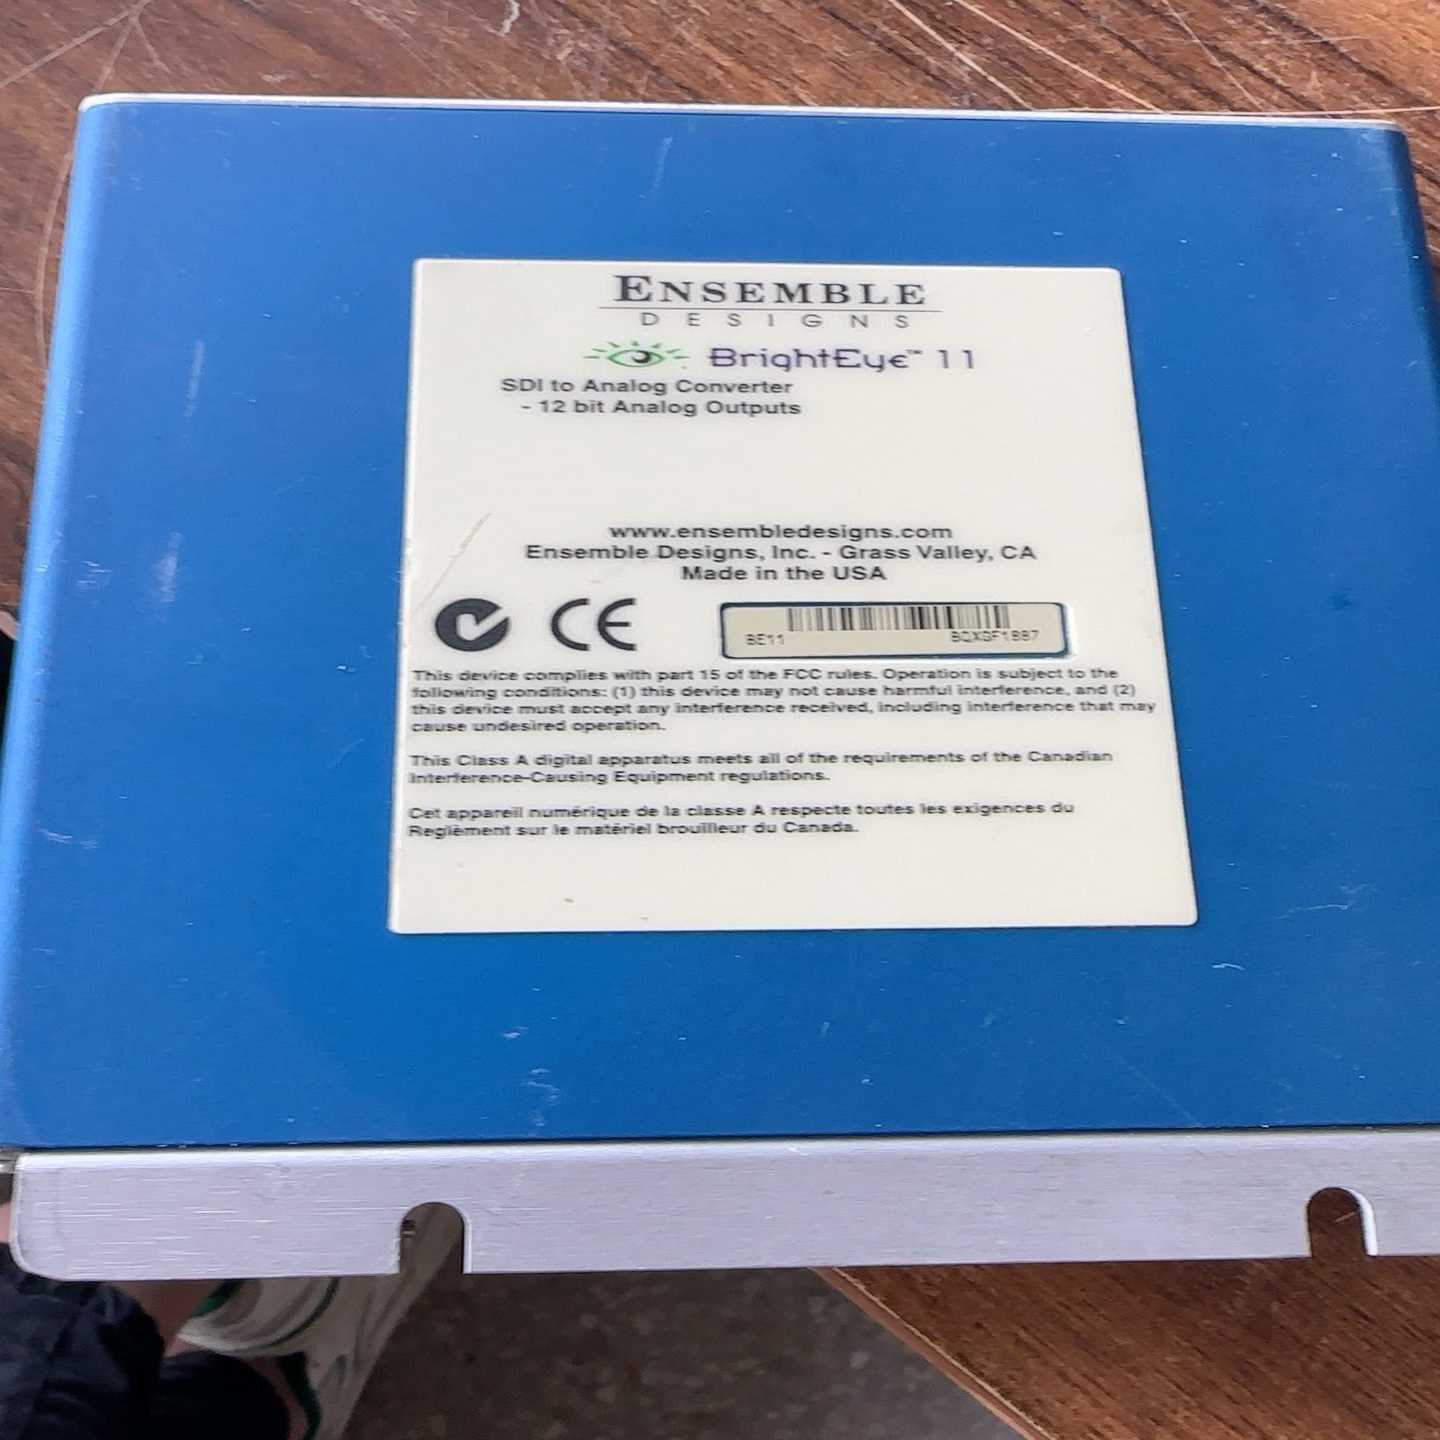 ENSEMBLE
DESIGNS
BrightEye™ 11
SDI to Analog Converter
- 12 bit Analog Outputs
www.ensembledesigns.com
Ensemble Designs, Inc. - Grass Valley, CA
Made in the USA
CE
BE11 BQXGF1887
This device complies with part 15 of the FCC rules. Operation is subject to the
following conditions: (1) this device may not cause harmful interference, and (2)
this device must accept any interference received, including interference that may
cause undesired operation.
This Class A digital apparatus meets all of the requirements of the Canadian
Interference-Causing Equipment regulations.
Cet appareil numérique de la classe A respecte toutes les exigences du
Reglèment sur le matériel brouilleur du Canada.